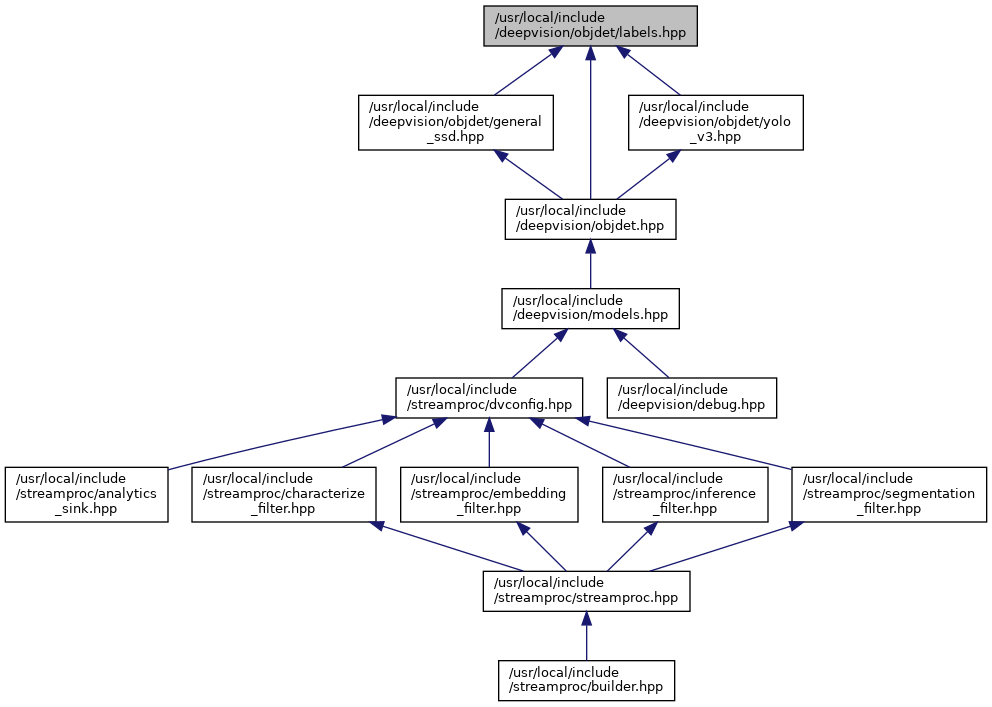 /usr/local/include
/deepvision/objdet/labels.hpp
/usr/local/include
/deepvision/objdet/general
_ssd.hpp
/usr/local/include
/deepvision/objdet/yolo
_v3.hpp
/usr/local/include
/deepvision/objdet.hpp
/usr/local/include
/deepvision/models.hpp
/usr/local/include
/streamproc/dvconfig.hpp
/usr/local/include
/deepvision/debug.hpp
/usr/local/include
/streamproc/analytics
_sink.hpp
/usr/local/include
/streamproc/characterize
_filter.hpp
/usr/local/include
/streamproc/embedding
_filter.hpp
/usr/local/include
/streamproc/inference
_filter.hpp
/usr/local/include
/streamproc/segmentation
_filter.hpp
/usr/local/include
/streamproc/streamproc.hpp
/usr/local/include
/streamproc/builder.hpp